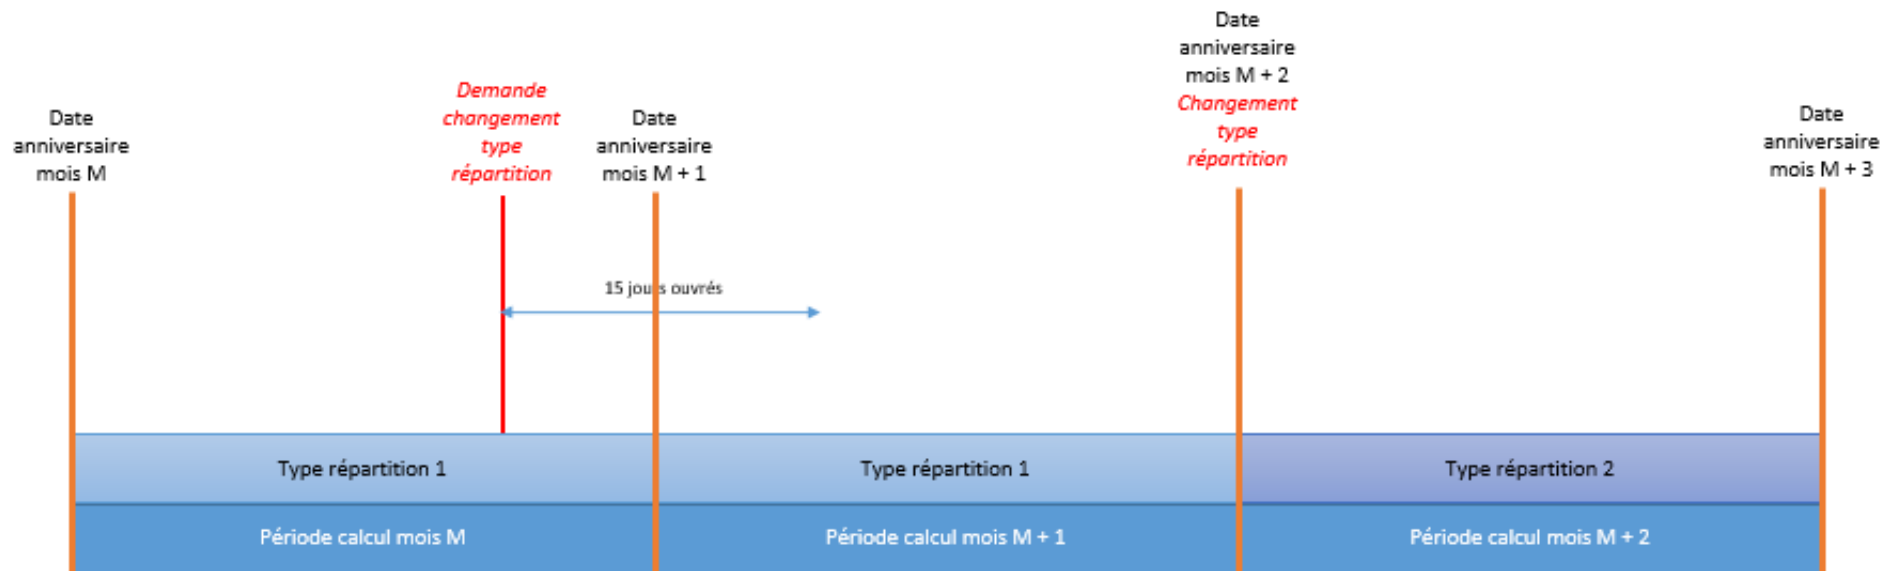 Date
anniversaire
mois M
Demande
changement
type
répartition
Date
anniversaire
mois M + 1
Date
anniversaire
mois M + 2
Changement
type
répartition
Date
anniversaire
mois M + 3
15 jours ouvrés
Type répartition 1
Type répartition 1
Type répartition 2
Période calcul mois M
Période calcul mois M + 1
Période calcul mois M + 2